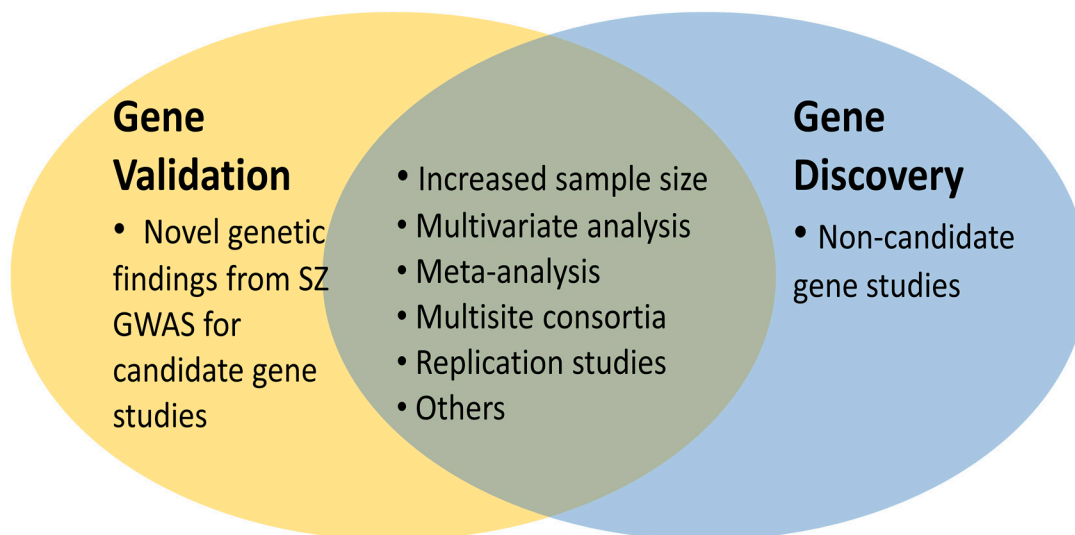 Gene
Validation
• Novel genetic
findings from SZ
GWAS for
candidate gene
studies
• Increased sample size
• Multivariate analysis
• Meta-analysis
• Multisite consortia
• Replication studies
• Others
Gene
Discovery
• Non-candidate
gene studies